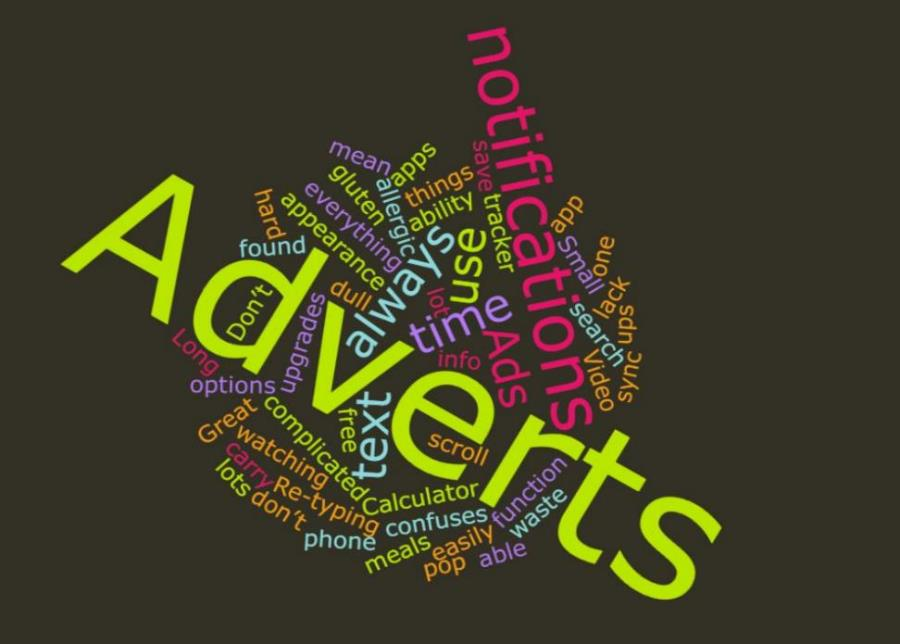 notifications
mean
apps
save
gluten
allergic
things
hard
appearance
everything
ability
tracker
app
found
always
use
Small
one
Adverts
Don't
dull
lot
time
lack
upgrades
search
ups
Long
info
Ads
Video
sync
options
Great
complicated
free
text
scroll
watching
carry
lots
Re-typing
don't
Calculator
function
confuses
waste
phone
meals
easily
pop
able